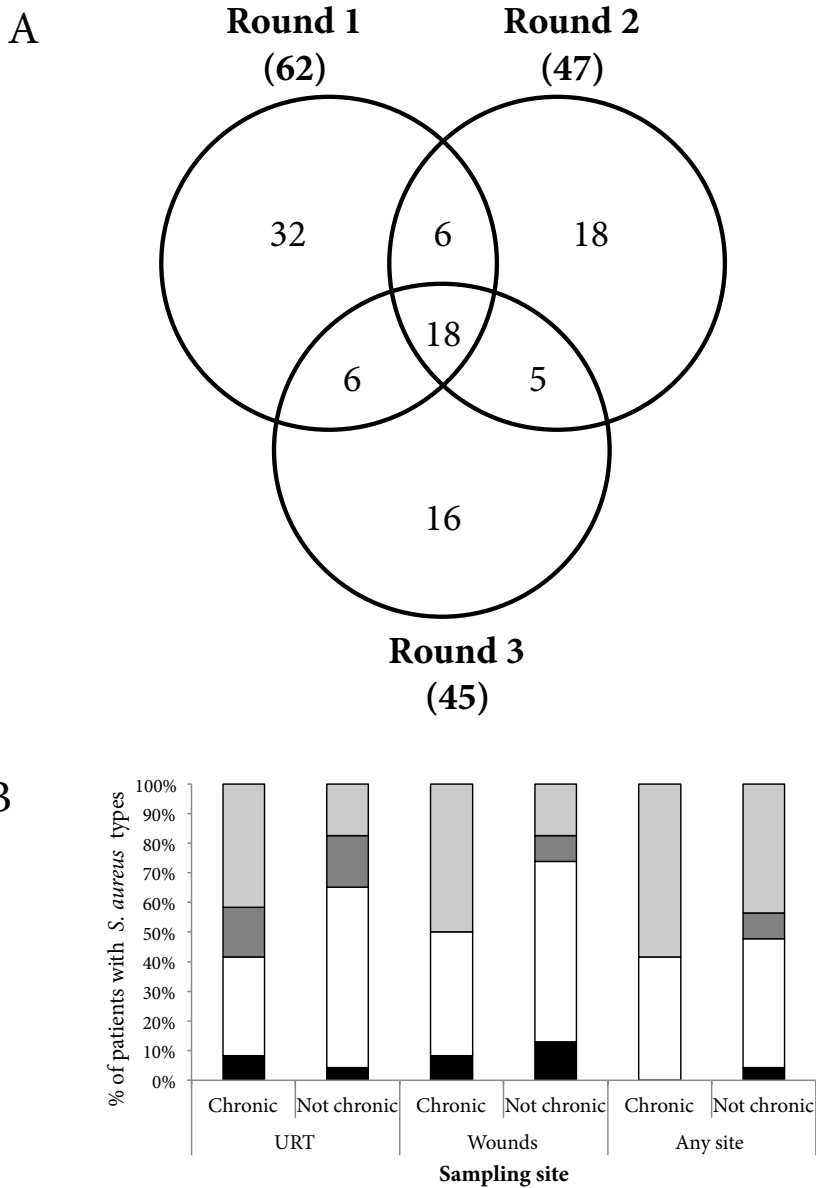 A
Round 1
(62)
Round 2
(47)
32
6
18
18
6
5
16
Round 3
(45)
% of patients with S. aureus types
100%
90%
80%
70%
60%
50%
40%
30%
20%
10%
0%
Chronic Not chronic Chronic Not chronic Chronic Not chronic
URT Wounds Any site
Sampling site